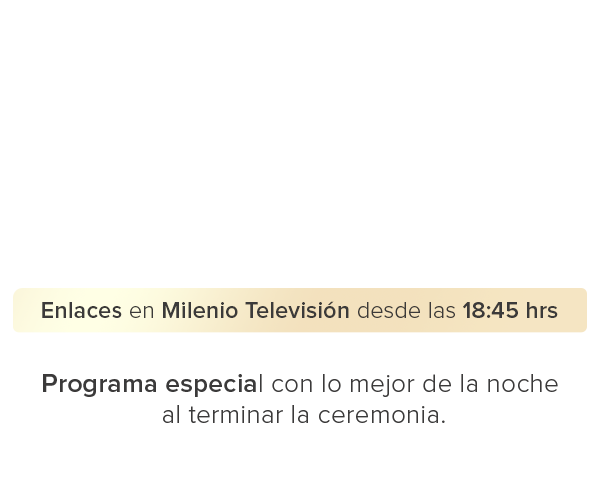 Enlaces en Milenio Televisión desde las 18:45 hrs
Programa especial con lo mejor de la noche
al terminar la ceremonia.